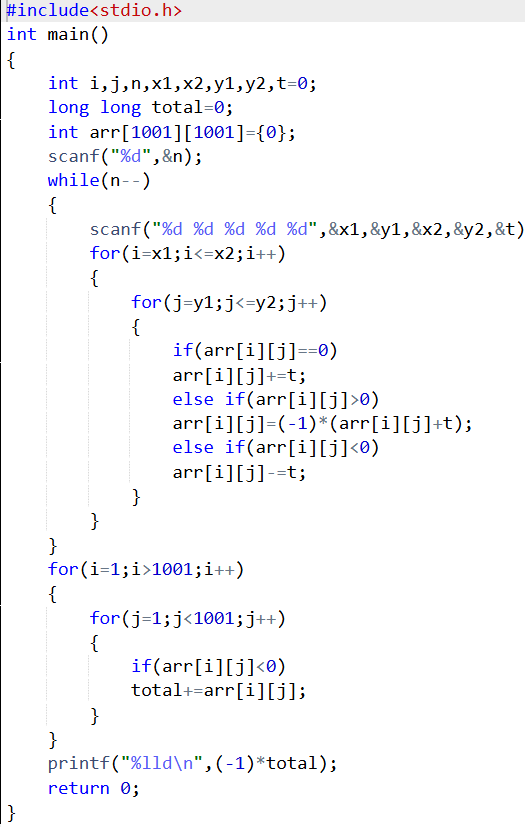 #include<stdio.h>
int main()
{
    int i,j,n,x1,x2,y1,y2,t=0;
    long long total=0;
    int arr[1001][1001]={0};
    scanf("%d",&n);
    while(n--)
    {
        scanf("%d %d %d %d %d",&x1,&y1,&x2,&y2,&t)
        for(i=x1;i<=x2;i++)
        {
            for(j=y1;j<=y2;j++)
            {
                if(arr[i][j]==0)
                arr[i][j]+=t;
                else if(arr[i][j]>0)
                arr[i][j]=(-1)*(arr[i][j]+t);
                else if(arr[i][j]<0)
                arr[i][j]-=t;
            }
        }
    }
    for(i=1;i>1001;i++)
    {
        for(j=1;j<1001;j++)
        {
            if(arr[i][j]<0)
            total+=arr[i][j];
        }
    }
    printf("%lld\n",(-1)*total);
    return 0;
}